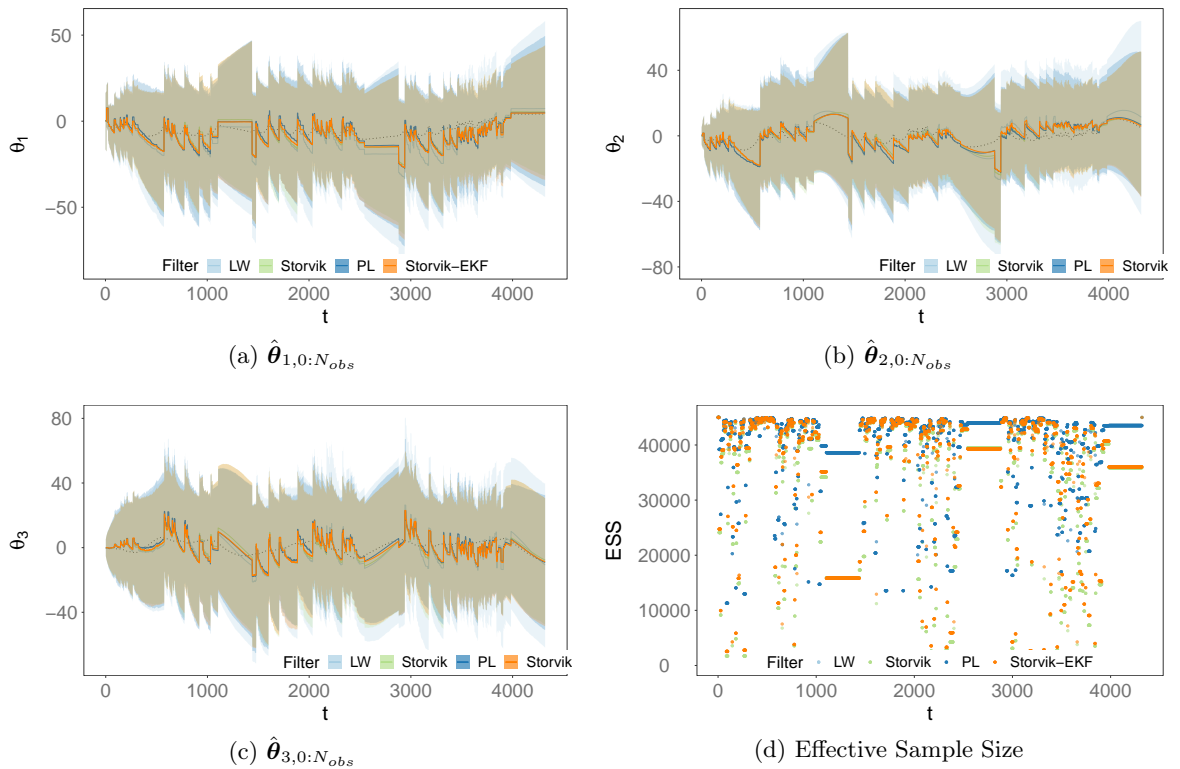 50
0
−50
θ1
Filter LW Storvik PL Storvik−EKF
0 1000 2000 3000 4000
t
(a) θ̂1,0:Nobs
40
0
−40
−80
θ2
Filter LW Storvik PL Storvik
0 1000 2000 3000 4000
t
(b) θ̂2,0:Nobs
80
40
0
−40
θ3
Filter LW Storvik PL Storvik
0 1000 2000 3000 4000
t
(c) θ̂3,0:Nobs
40000
30000
20000
10000
0
ESS
Filter LW Storvik PL Storvik−EKF
0 1000 2000 3000 4000
t
(d) Effective Sample Size